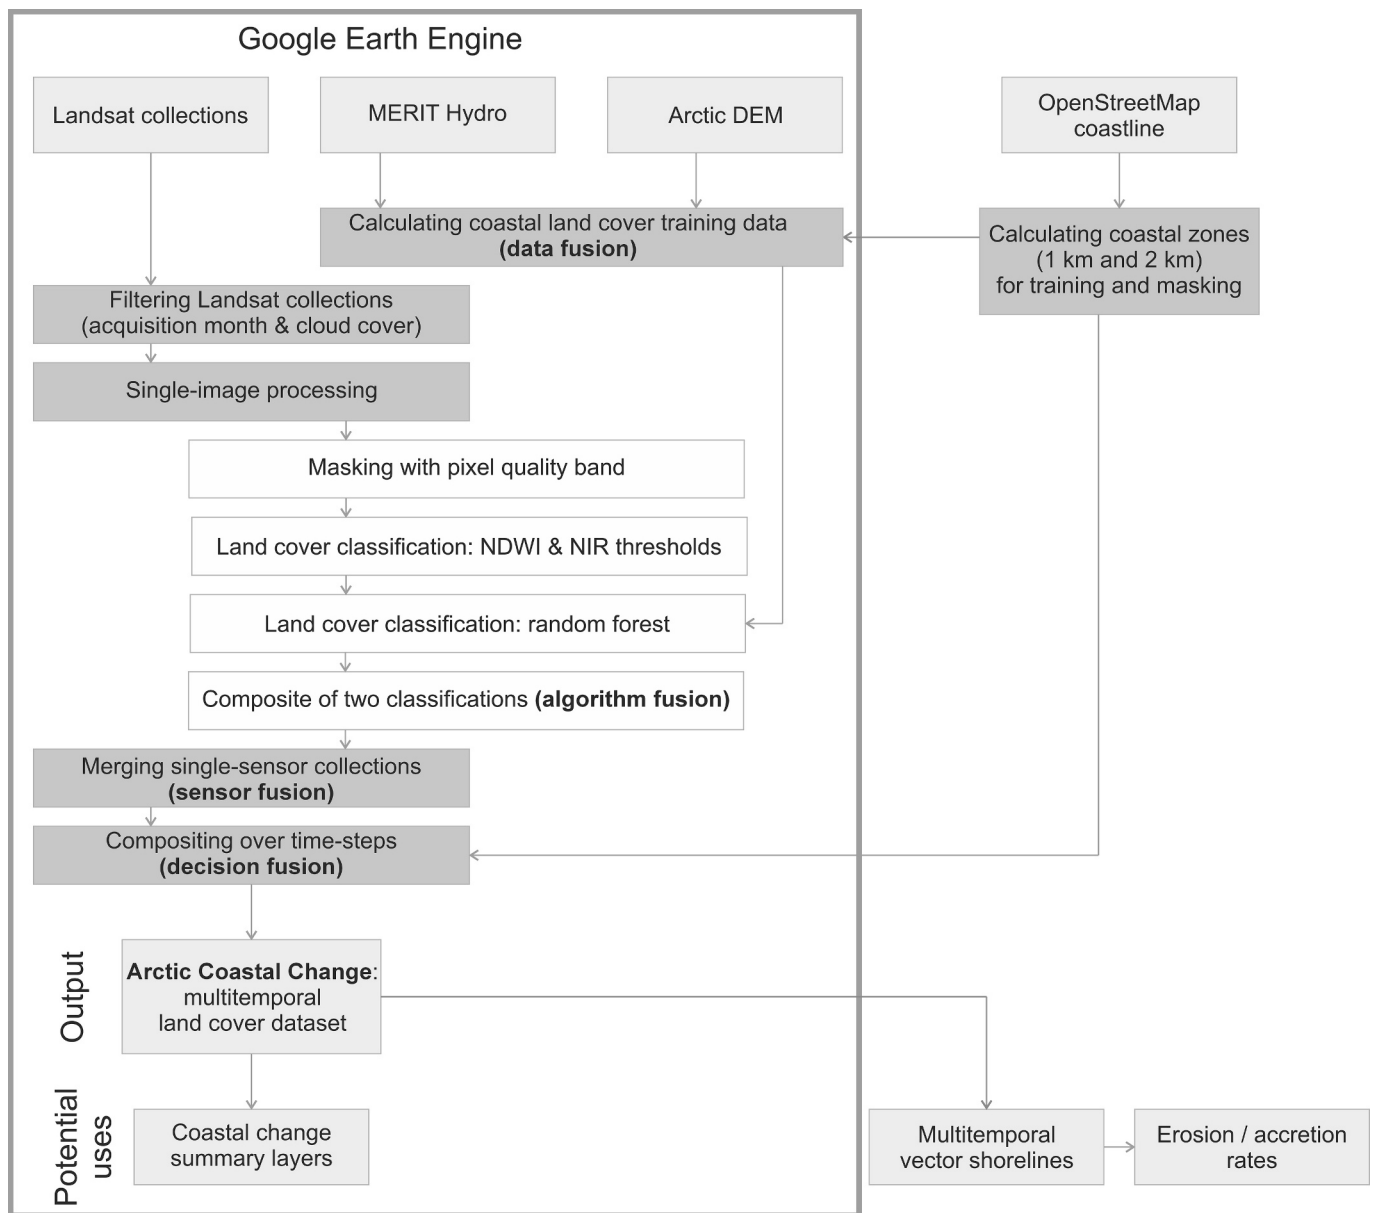 Google Earth Engine
Landsat collections
MERIT Hydro
Arctic DEM
OpenStreetMap
coastline
Calculating coastal land cover training data
(data fusion)
Calculating coastal zones
(1 km and 2 km)
for training and masking
Filtering Landsat collections
(acquisition month & cloud cover)
Single-image processing
Masking with pixel quality band
Land cover classification: NDWI & NIR thresholds
Land cover classification: random forest
Composite of two classifications (algorithm fusion)
Merging single-sensor collections
(sensor fusion)
Compositing over time-steps
(decision fusion)
Output
Arctic Coastal Change:
multitemporal
land cover dataset
Potential
uses
Coastal change
summary layers
Multitemporal
vector shorelines
Erosion / accretion
rates